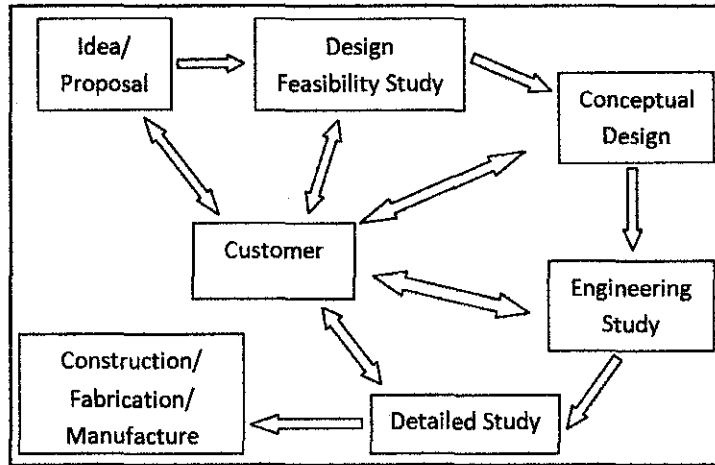 Idea/
Proposal
Design
Feasibility Study
Conceptual
Design
Customer
Engineering
Study
Construction/
Fabrication/
Manufacture
Detailed Study